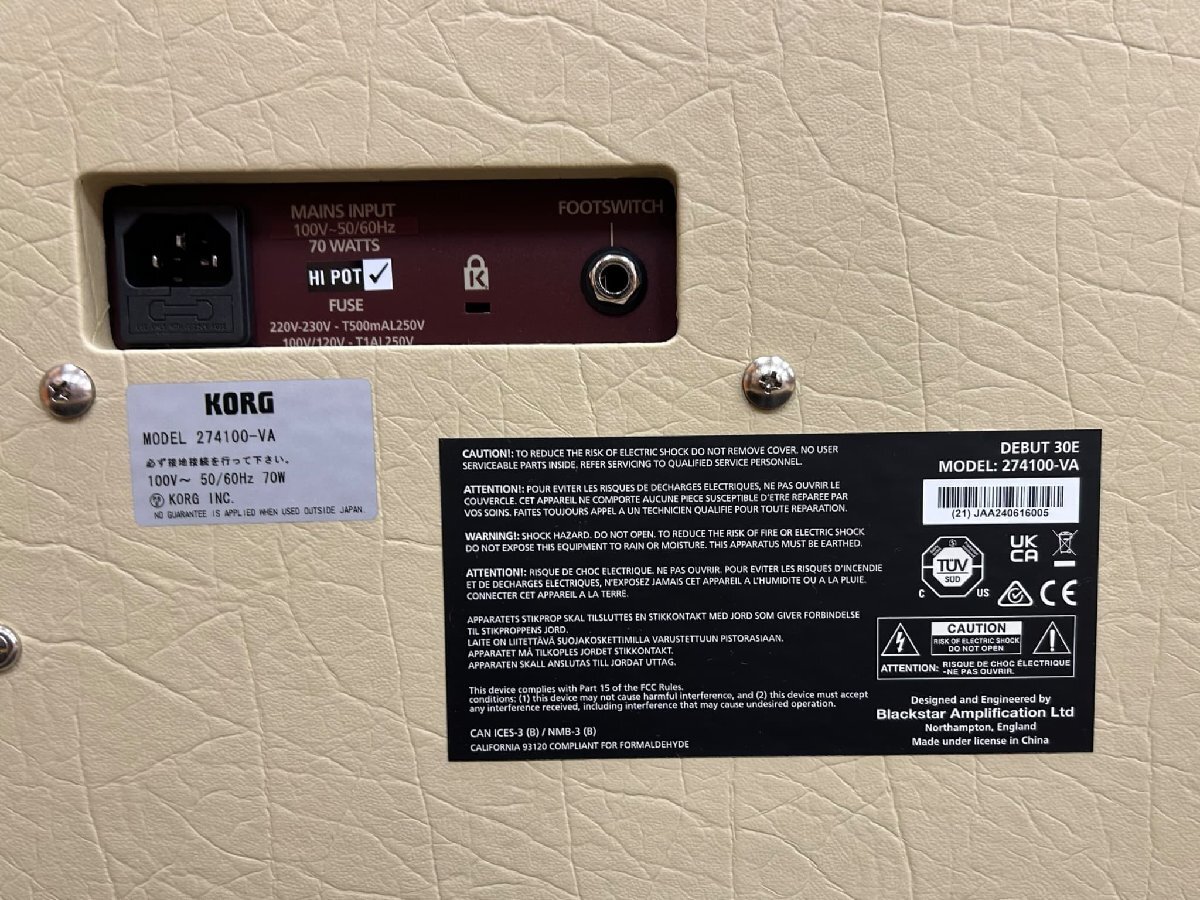 MAINS INPUT
100V~50/60Hz
70 WATTS
HI POT
FUSE
220V-230V - T500mAL250V
100V/120V - T1AL250V
K
FOOTSWITCH
KORG
MODEL 274100-VA
必ず接地接続を行って下さい。
100V～ 50/60Hz 70W
KORG INC.
NO GUARANTEE IS APPLIED WHEN USED OUTSIDE JAPAN.
CAUTION!: TO REDUCE THE RISK OF ELECTRIC SHOCK DO NOT REMOVE COVER. NO USER
SERVICEABLE PARTS INSIDE. REFER SERVICING TO QUALIFIED SERVICE PERSONNEL.
ATTENTION!: POUR EVITER LES RISQUES DE DECHARGES ELECTRIQUES, NE PAS OUVRIR LE
COUVERCLE. CET APPAREIL NE COMPORTE AUCUNE PIECE SUSCEPTIBLE D'ETRE REPAREE PAR
VOS SOINS. FAITES TOUJOURS APPEL A UN TECHNICIEN QUALIFIE POUR TOUTE REPARATION.
WARNING!: SHOCK HAZARD. DO NOT OPEN. TO REDUCE THE RISK OF FIRE OR ELECTRIC SHOCK
DO NOT EXPOSE THIS EQUIPMENT TO RAIN OR MOISTURE. THIS APPARATUS MUST BE EARTHED.
ATTENTION!: RISQUE DE CHOC ELECTRIQUE. NE PAS OUVRIR. POUR EVITER LES RISQUES D'INCENDIE
ET DE DECHARGES ELECTRIQUES, N'EXPOSEZ JAMAIS CET APPAREIL A L'HUMIDITE OU A LA PLUIE.
CONNECTER CET APPAREIL A LA TERRE.
APPARATETS STIKPROP SKAL TILSLUTTES EN STIKKONTAKT MED JORD SOM GIVER FORBINDELSE
TIL STIKPROPPENS JORD.
LAITE ON LIITETTÄVÄ SUOJAKOSKETTIMILLA VARUSTETTUUN PISTORASIAAN.
APPARATET MÅ TILKOPLES JORDET STIKKONTAKT.
APPARATEN SKALL ANSLUTAS TILL JORDAT UTTAG.
This device complies with Part 15 of the FCC Rules.
conditions: (1) this device may not cause harmful interference, and (2) this device must accept
any interference received, including interference that may cause undesired operation.
CAN ICES-3 (B) / NMB-3 (B)
CALIFORNIA 93120 COMPLIANT FOR FORMALDEHYDE
DEBUT 30E
MODEL: 274100-VA
(21) JAA240616005
TÜV
SÜD
C US
UK
CA
CE
CAUTION
RISK OF ELECTRIC SHOCK
DO NOT OPEN
ATTENTION: RISQUE DE CHOC ÉLECTRIQUE
-NE PAS OUVRIR.
Designed and Engineered by
Blackstar Amplification Ltd
Northampton, England
Made under license in China